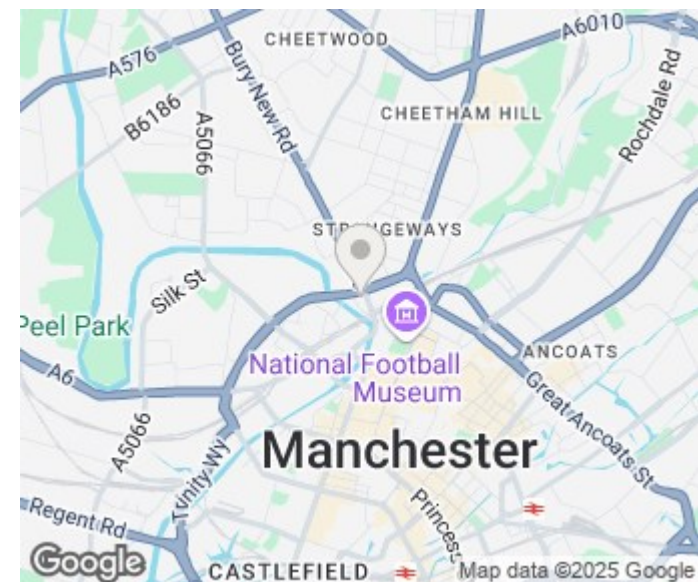 A576
CHEETWOOD
A6010
Bury New Rd
Rochdale Rd
B6186
A5066
CHEETHAM HILL
STRANGEWAYS
Silk St
Peel Park
A6
National Football
Museum
ANCOATS
Great Ancoats St
A5066
Trinity Wy
Manchester
Regent Rd
Princess
CASTLEFIELD
Google
Map data ©2025 Google